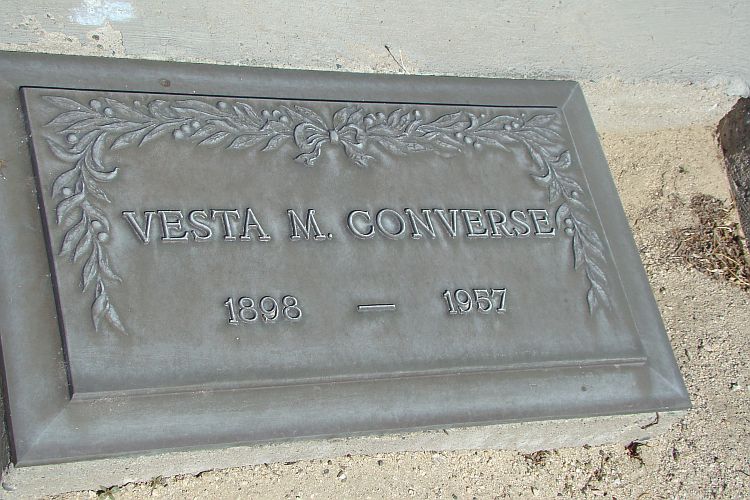 VESTA M. CONVERSE
1898 — 1957